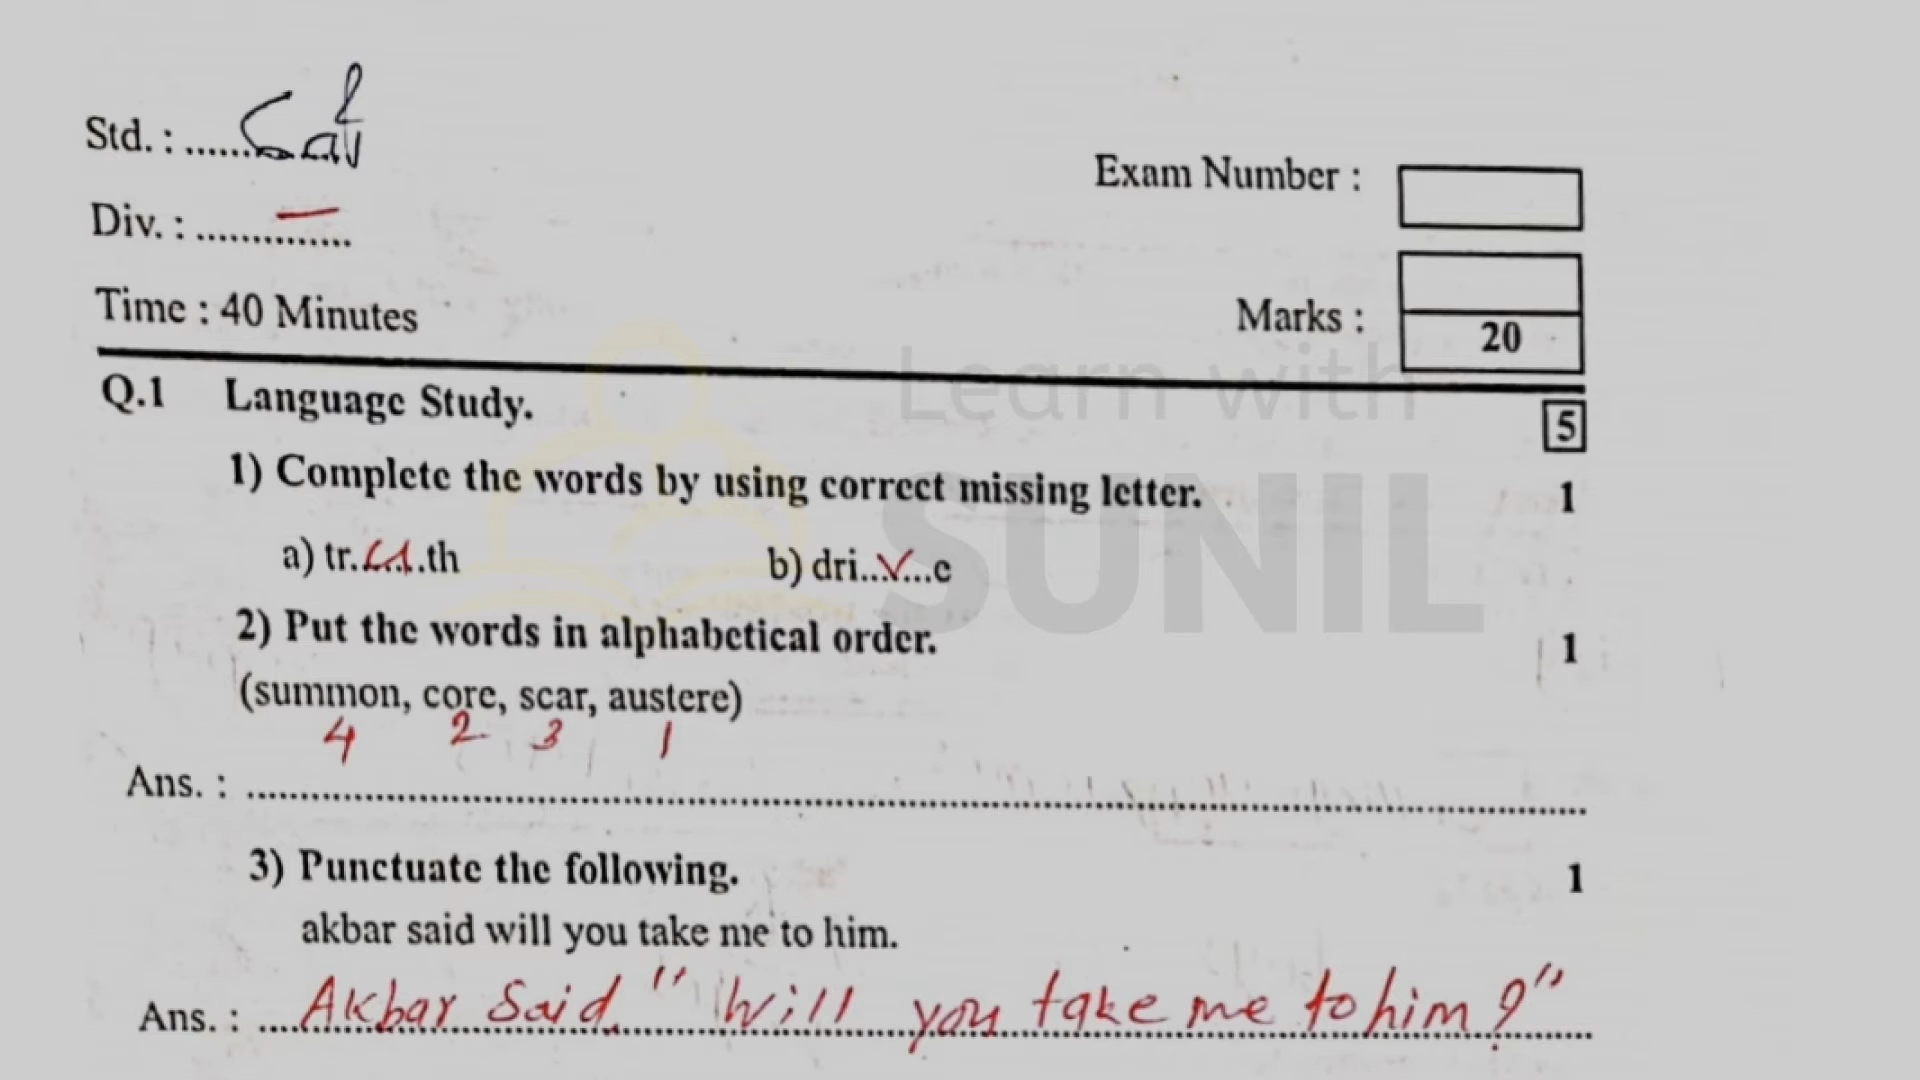 Std. : ..............
Exam Number :
Div. : ..............
Time : 40 Minutes
Marks :
20
Learn with
SUNIL
Q.1 Language Study.
5
1) Complete the words by using correct missing letter. 1
a) tr..u...th b) dri..v...e
2) Put the words in alphabetical order. 1
(summon, core, scar, austere)
4 2 3 1
Ans. : ..............
3) Punctuate the following. 1
akbar said will you take me to him.
Ans. : Akbar Said, "Will you take me to him ?"